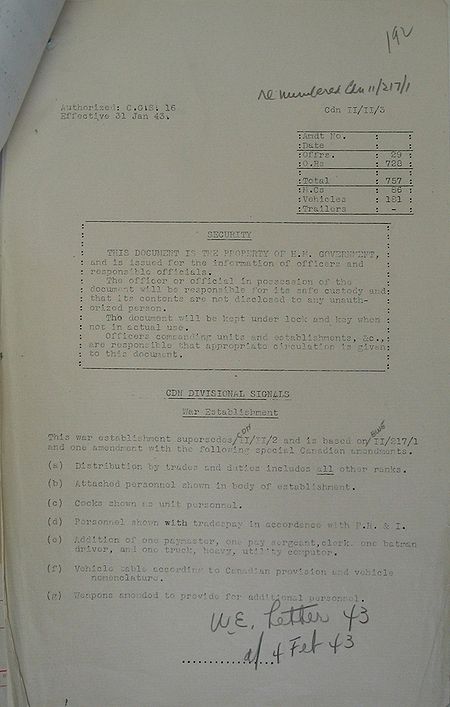 192
renumbered Cdn 11/217/1
Authorized: C.G.S. 16
Effective 31 Jan 43.
Cdn II/II/3
:Amdt No. : :
:Date : :
:Offrs. : 29 :
:O.Rs : 728 :
:Total : 757 :
:M.Cs : 86 :
:Vehicles : 181 :
:Trailers : - :
SECURITY
THIS DOCUMENT IS THE PROPERTY OF H.M. GOVERNMENT,
and is issued for the information of officers and
responsible officials.
The officer or official in possession of the
document will be responsible for its safe custody and
that its contents are not disclosed to any unauth-
orized person.
The document will be kept under lock and key when
not in actual use.
Officers commanding units and establishments, &c.,
are responsible that appropriate circulation is given
to this document.
CDN DIVISIONAL SIGNALS
War Establishment
This war establishment supersedes/CDN II/II/2 and is based on/ II/217/1
and one amendment with the following special Canadian amendments.
(a) Distribution by trades and duties includes all other ranks.
(b) Attached personnel shown in body of establishment.
(c) Cooks shown as unit personnel.
(d) Personnel shown with tradespay in accordance with P.R. & I.
(e) Addition of one paymaster, one pay sergeant, clerk, one batman
driver, and one truck, heavy, utility computer.
(f) Vehicle table according to Canadian provision and vehicle
nomenclature.
(g) Weapons amended to provide for additional personnel.
W.E. Letter 43
d/ 4 Feb 43